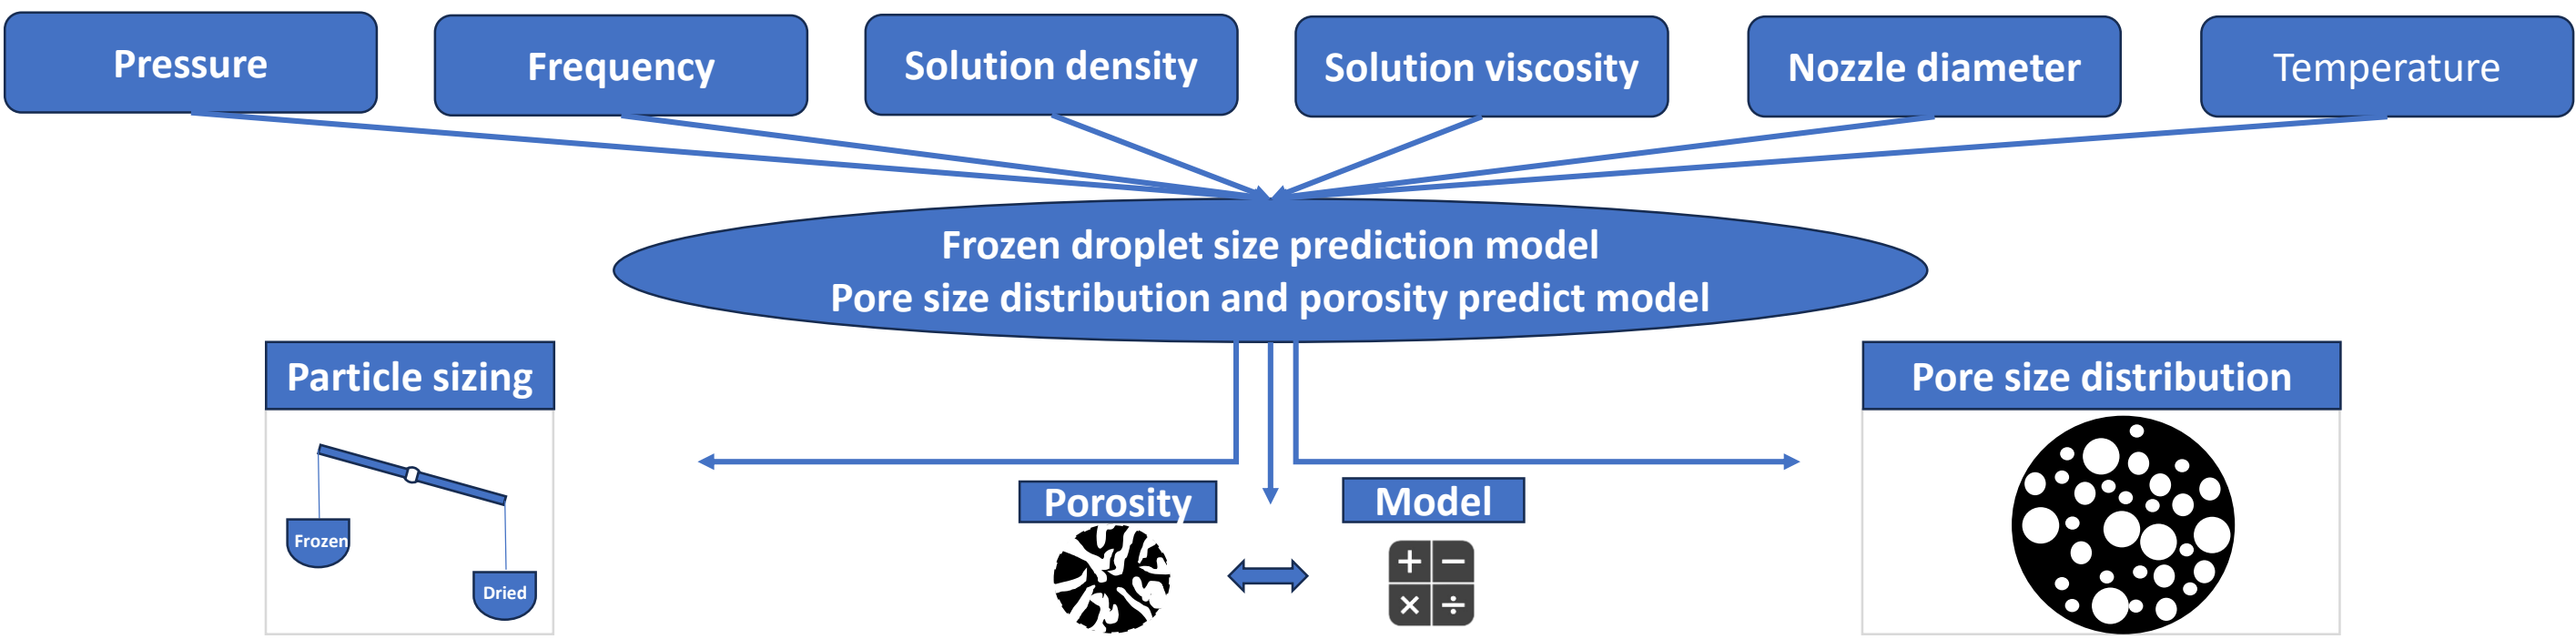 Pressure
Frequency
Solution density
Solution viscosity
Nozzle diameter
Temperature
Frozen droplet size prediction model
Pore size distribution and porosity predict model
Particle sizing
Pore size distribution
Porosity
Model
Frozen
Dried
+ −
× ÷